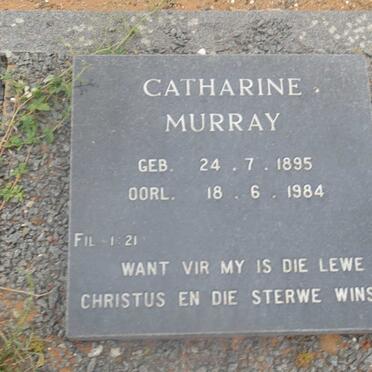 CATHARINE
MURRAY
GEB. 24.7.1895
OORL. 18.6.1984
FIL 1:21
WANT VIR MY IS DIE LEWE
CHRISTUS EN DIE STERWE WINS